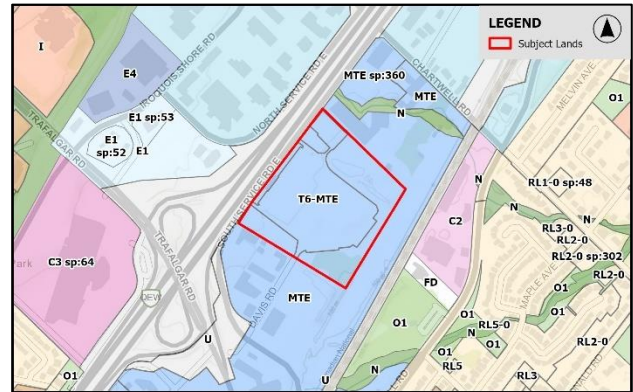 LEGEND
Subject Lands
I
E4
IROQUOIS SHORE RD
NORTH SERVICE RD E
MTE sp:360
CHARTWELL RD
MTE
N
MELVIN AVE
O1
TRAFALGAR RD
E1 sp:53
E1
sp:52
E1
SOUTH SERVICE RD E
T6-MTE
N
RL1-0 sp:48
C2
N
N
RL3-0
RL2-0
RL2-0 sp:302
RL2-0
C3 sp:64
TRAFALGAR RD
MAPLE AVE
O1
QEW
MTE
DAVIS RD
FD
O1
N
RL5-0
O1
U
N
RL2-0
O1
RL5
O1
RL3
U